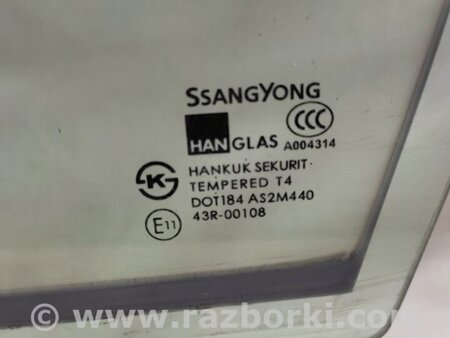 SSANGYONG
HANGLAS
CCC
A004314
HANKUK SEKURIT
TEMPERED T4
DOT184 AS2M440
E11
43R-00108
www.razborki.com